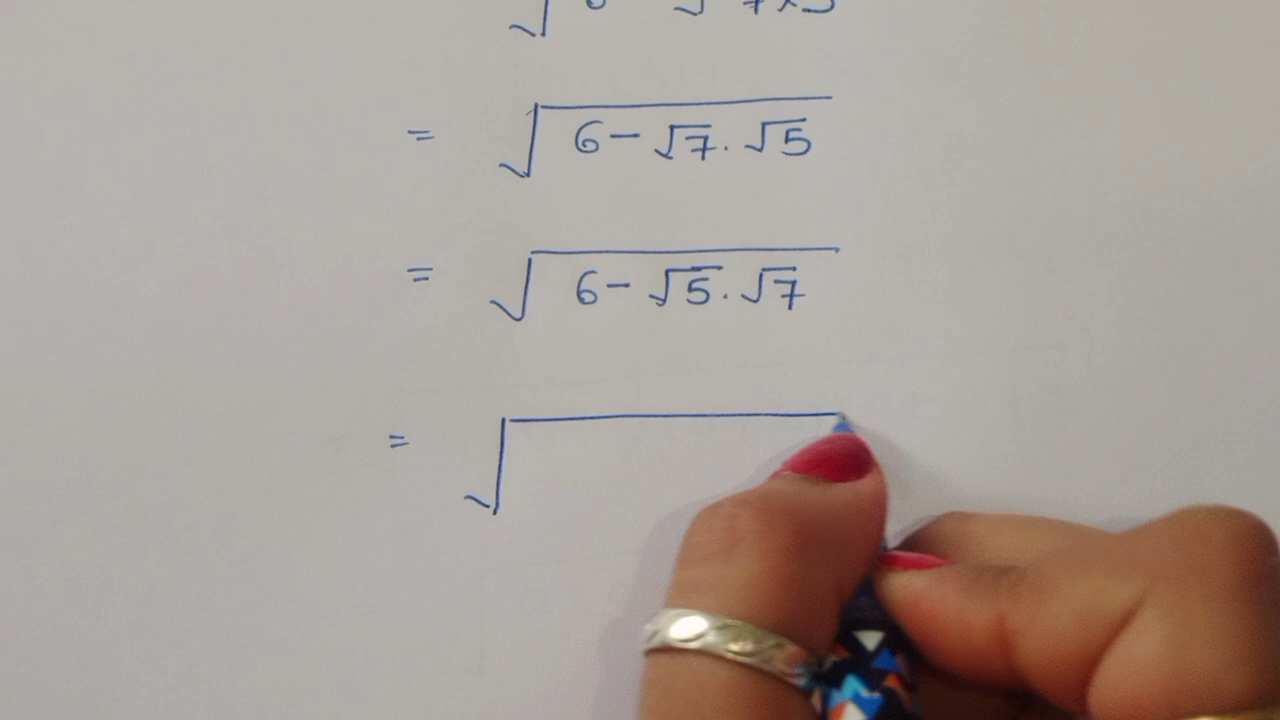 = √(6 - √7 . √5)
= √(6 - √5 . √7)
= √